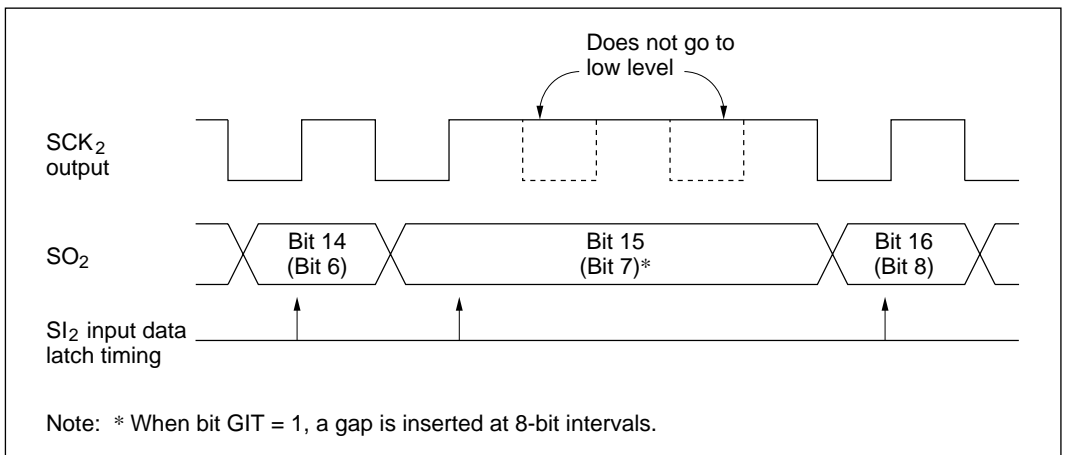 Does not go to
low level
SCK2
output
SO2
Bit 14
(Bit 6)
Bit 15
(Bit 7)*
Bit 16
(Bit 8)
SI2 input data
latch timing
Note: * When bit GIT = 1, a gap is inserted at 8-bit intervals.